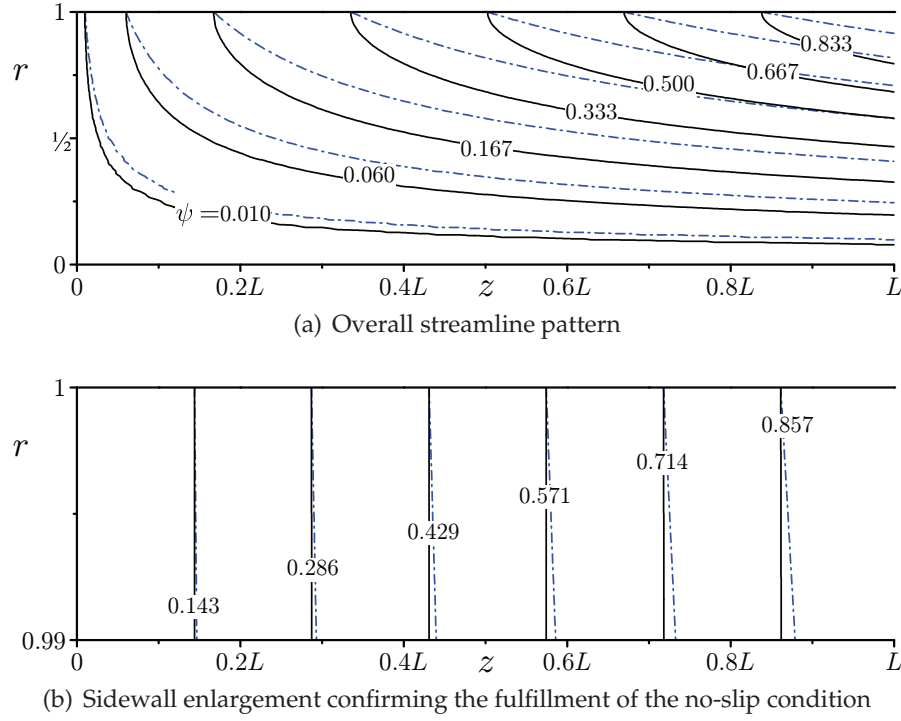 1
r
½
0
0.833
0.667
0.500
0.333
0.167
0.060
ψ =0.010
0 0.2L 0.4L z 0.6L 0.8L L
(a) Overall streamline pattern
1
r
0.99
0.857
0.714
0.571
0.429
0.286
0.143
0 0.2L 0.4L z 0.6L 0.8L L
(b) Sidewall enlargement confirming the fulfillment of the no-slip condition